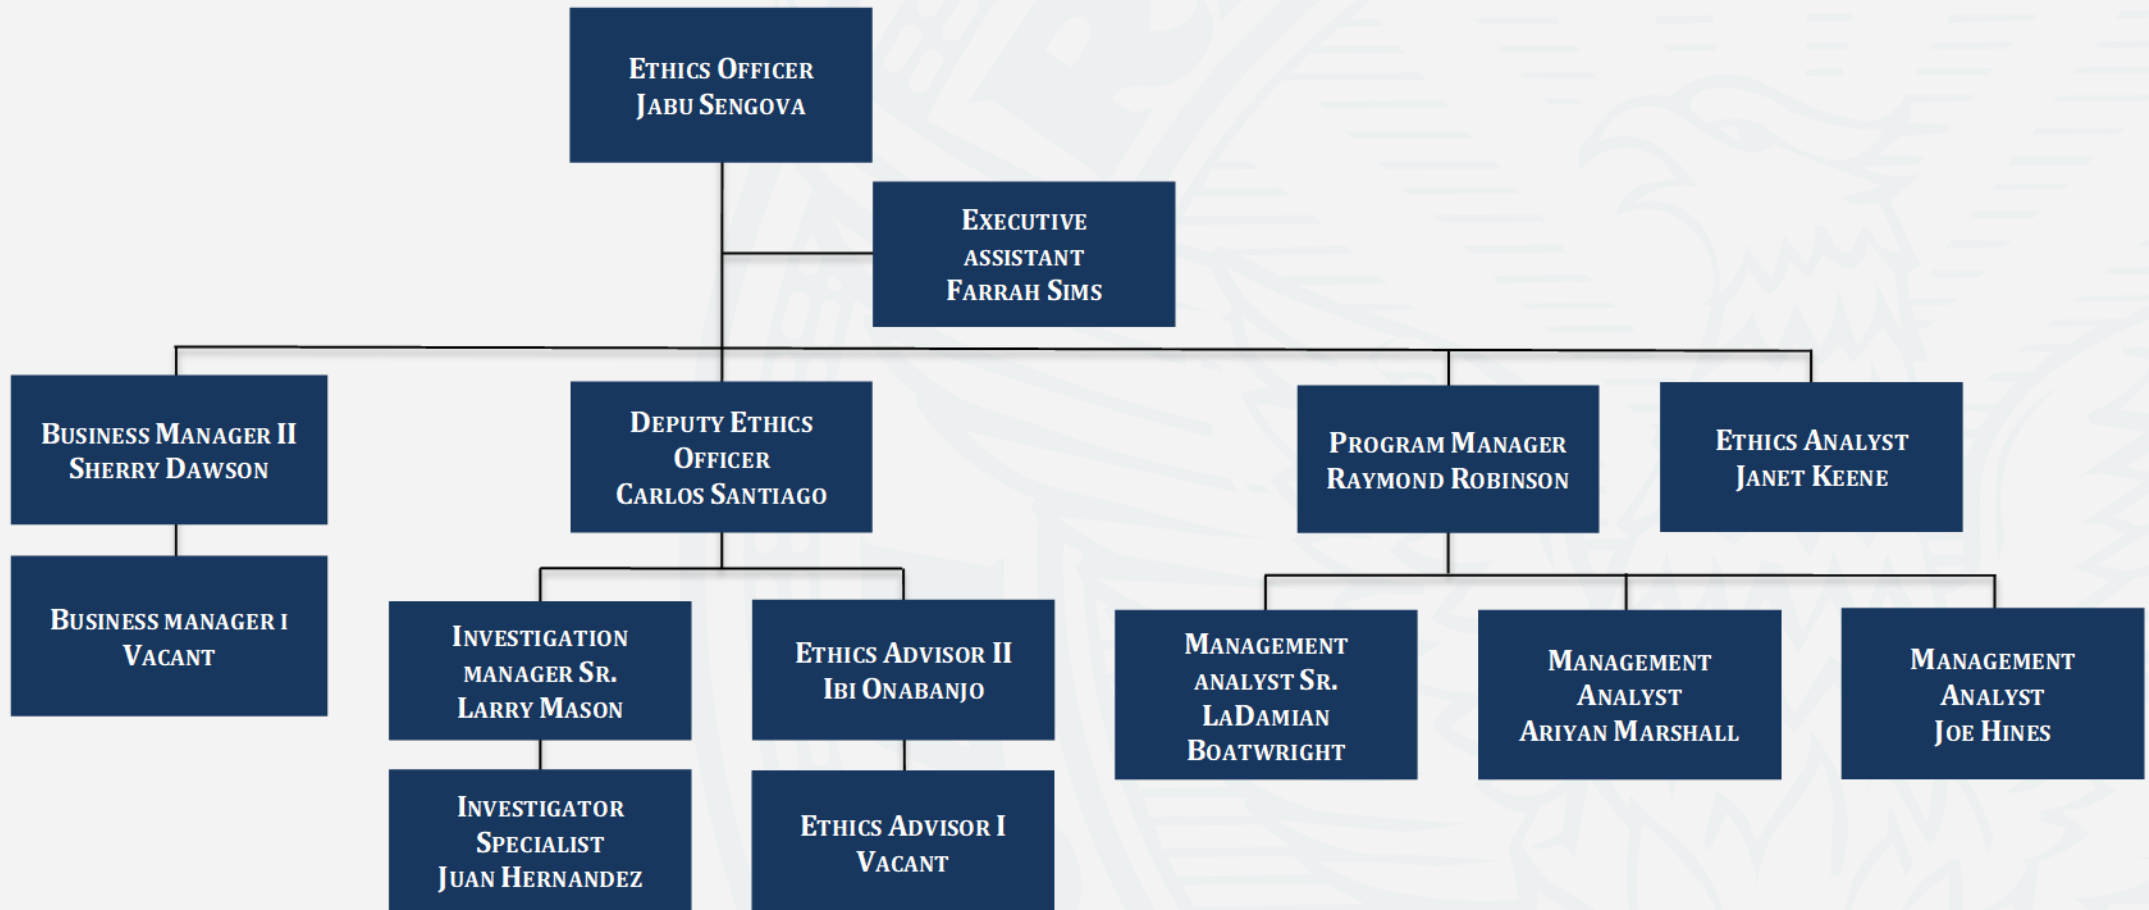 Ethics Officer
Jabu Sengova
Executive
assistant
Farrah Sims
Business Manager II
Sherry Dawson
Deputy Ethics
Officer
Carlos Santiago
Program Manager
Raymond Robinson
Ethics Analyst
Janet Keene
Business manager i
Vacant
Investigation
manager Sr.
Larry Mason
Ethics Advisor II
Ibi Onabanjo
Management
analyst Sr.
LaDamian
Boatwright
Management
Analyst
Ariyan Marshall
Management
Analyst
Joe Hines
Investigator
Specialist
Juan Hernandez
Ethics Advisor I
Vacant